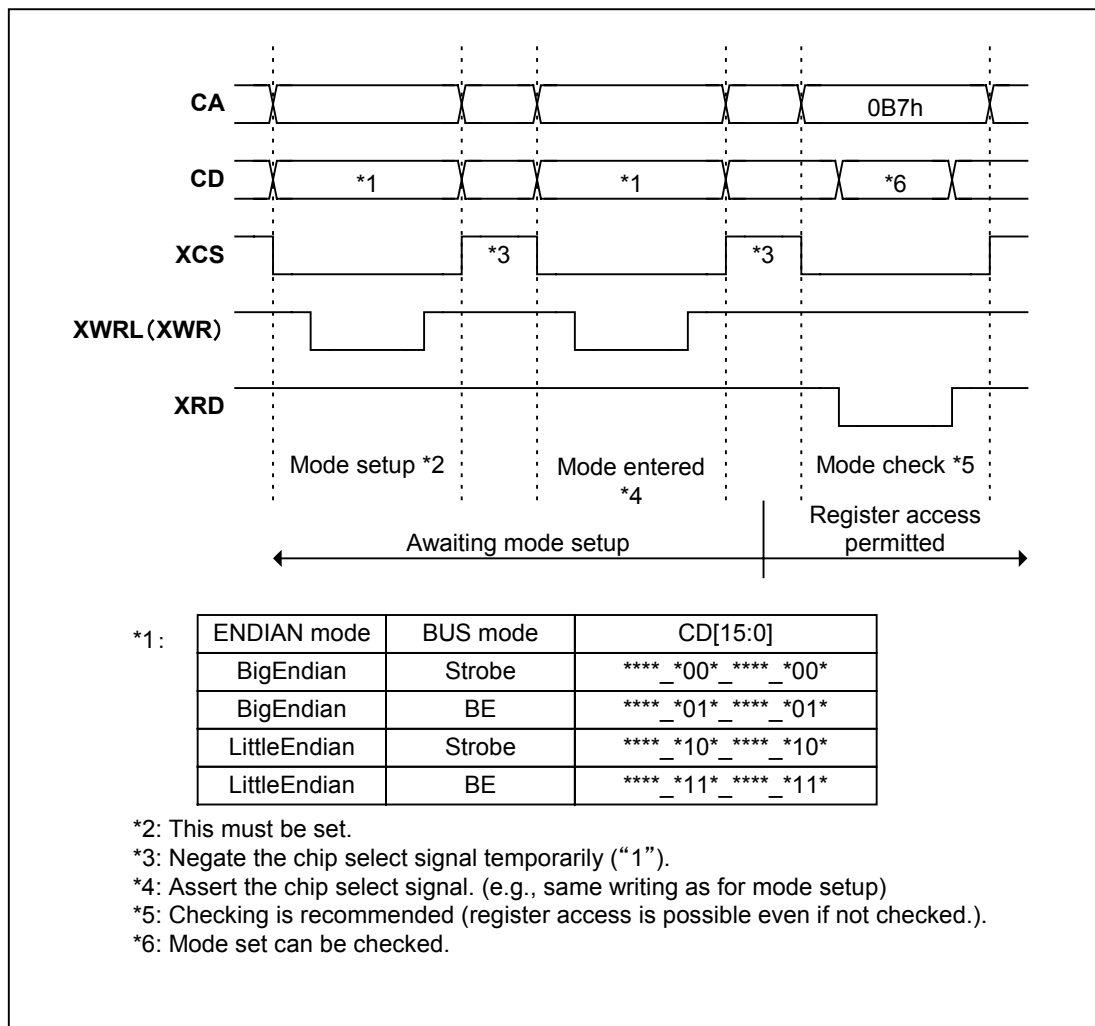 CA
0B7h
CD
*1
*1
*6
XCS
*3
*3
XWRL(XWR)
XRD
Mode setup *2
Mode entered
*4
Mode check *5
Awaiting mode setup
Register access
permitted
*1:
ENDIAN mode BUS mode CD[15:0]
BigEndian Strobe ****_*00*_****_*00*
BigEndian BE ****_*01*_****_*01*
LittleEndian Strobe ****_*10*_****_*10*
LittleEndian BE ****_*11*_****_*11*
*2: This must be set.
*3: Negate the chip select signal temporarily (“1”).
*4: Assert the chip select signal. (e.g., same writing as for mode setup)
*5: Checking is recommended (register access is possible even if not checked.).
*6: Mode set can be checked.